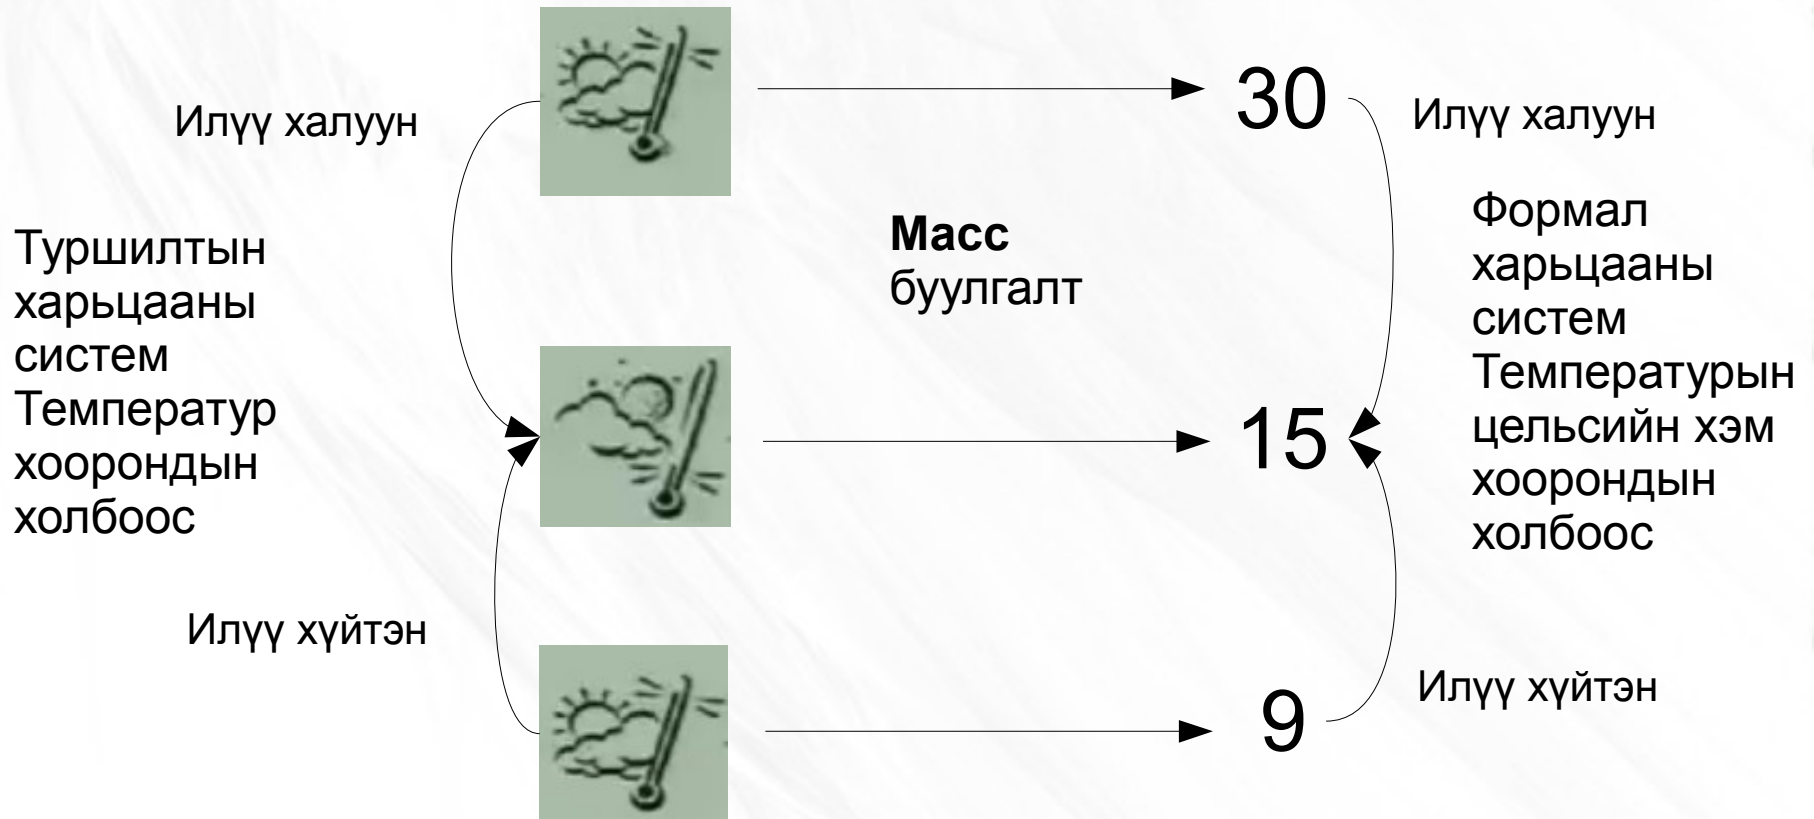 Илүү халуун
30
Илүү халуун
Туршилтын
харьцааны
систем
Температур
хоорондын
холбоос
Масс
буулгалт
Формал
харьцааны
систем
Температурын
цельсийн хэм
хоорондын
холбоос
15
Илүү хүйтэн
9
Илүү хүйтэн